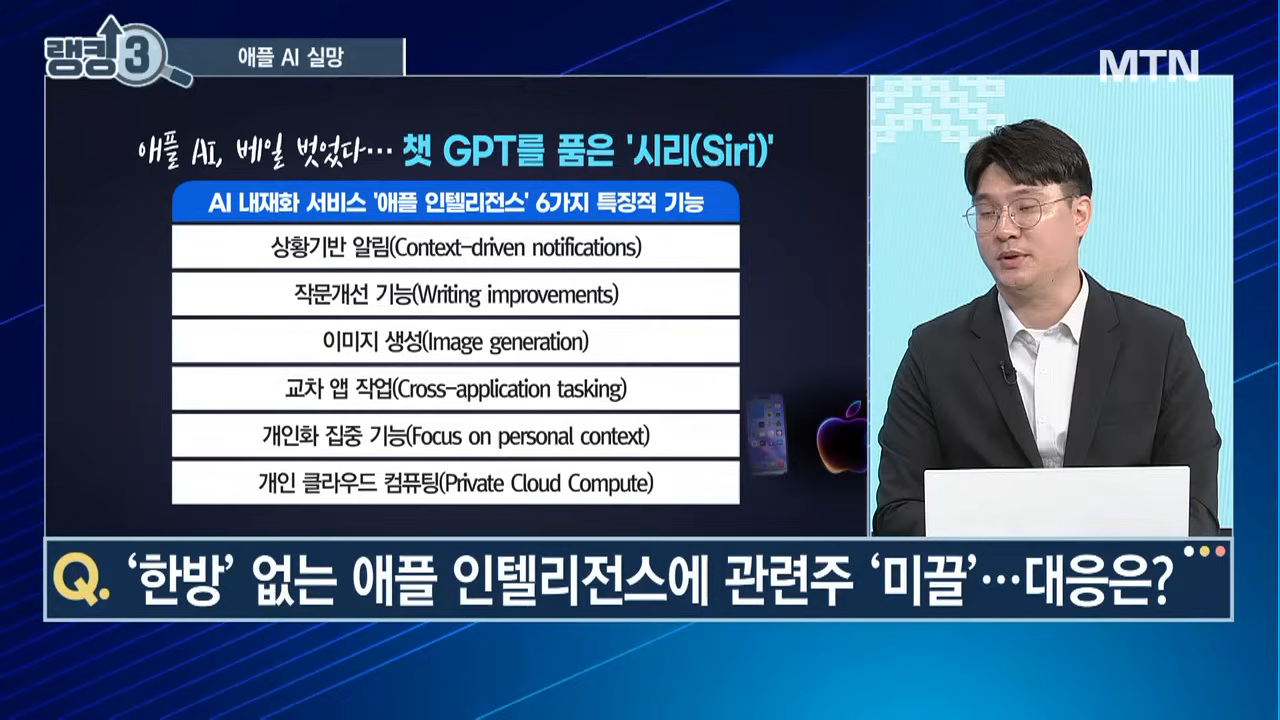 랭킹3
애플 AI 실망
MTN
애플 AI, 베일 벗었다… 챗 GPT를 품은 '시리(Siri)'
AI 내재화 서비스 '애플 인텔리전스' 6가지 특징적 기능
상황기반 알림(Context-driven notifications)
작문개선 기능(Writing improvements)
이미지 생성(Image generation)
교차 앱 작업(Cross-application tasking)
개인화 집중 기능(Focus on personal context)
개인 클라우드 컴퓨팅(Private Cloud Compute)
Q. ‘한방’ 없는 애플 인텔리전스에 관련주 ‘미끌’…대응은?